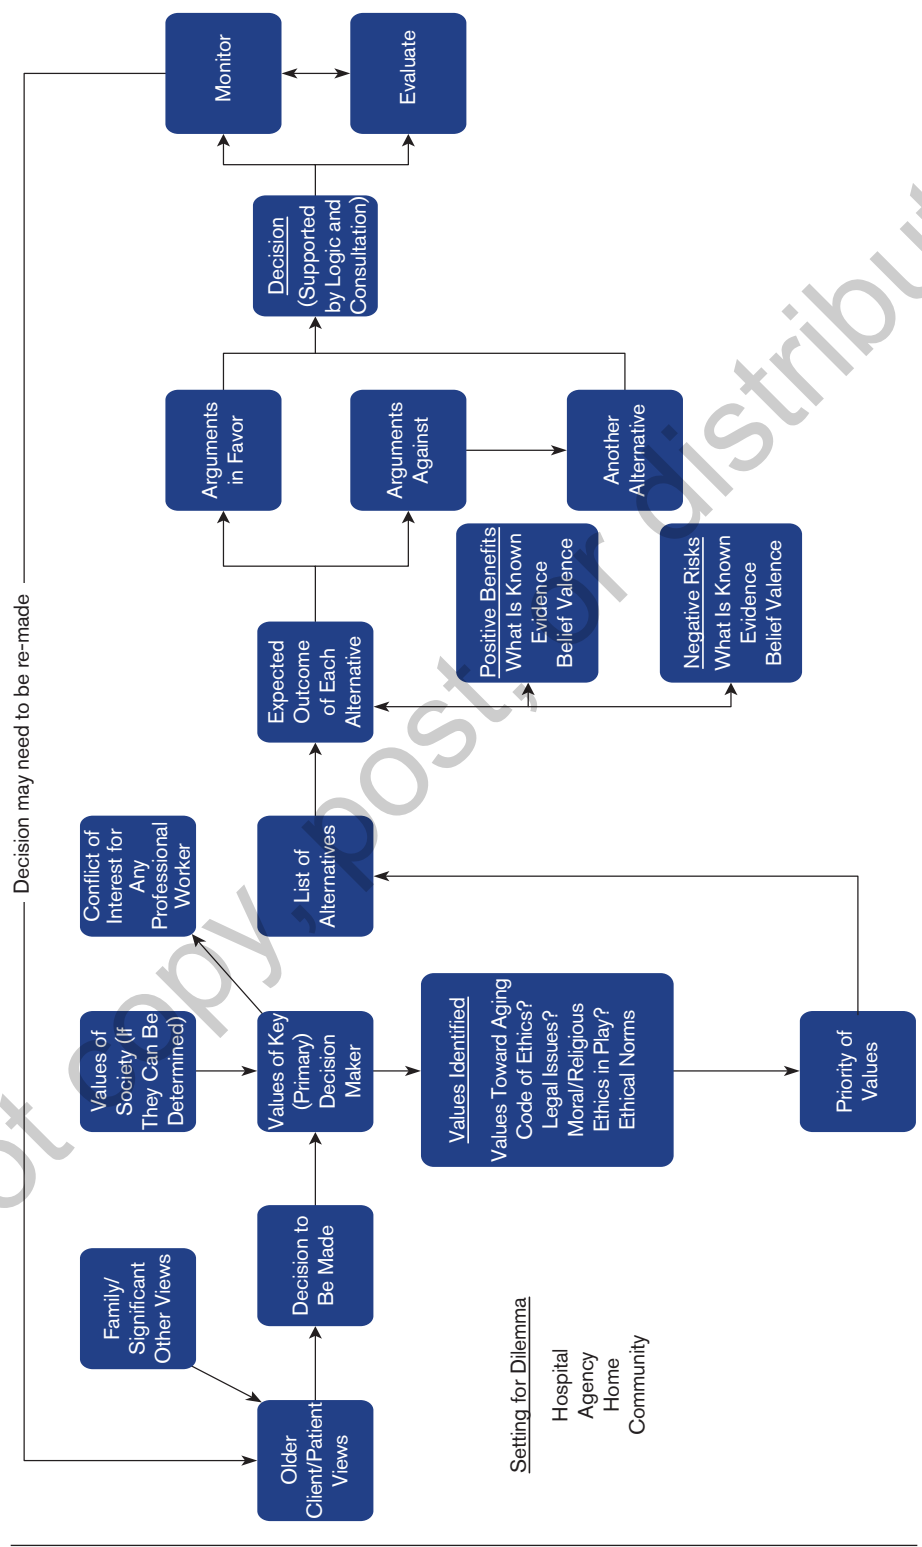 Decision may need to be re-made
Family/
Significant
Other Views
Older
Client/Patient
Views
Decision to
Be Made
Values of
Society (If
They Can Be
Determined)
Values of Key
(Primary)
Decision
Maker
Conflict of
Interest for
Any
Professional
Worker
Values Identified
Values Toward Aging
Code of Ethics?
Legal Issues?
Moral/Religious
Ethics in Play?
Ethical Norms
Priority of
Values
List of
Alternatives
Expected
Outcome
of Each
Alternative
Positive Benefits
What Is Known
Evidence
Belief Valence
Negative Risks
What Is Known
Evidence
Belief Valence
Arguments
in Favor
Arguments
Against
Another
Alternative
Decision
(Supported
by Logic and
Consultation)
Monitor
Evaluate
Setting for Dilemma
Hospital
Agency
Home
Community
copy, post, or